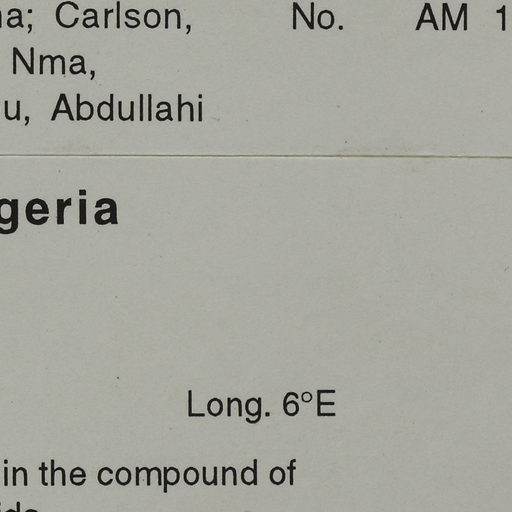 a; Carlson, No. AM 1
Nma,
u, Abdullahi
geria
Long. 6°E
in the compound of